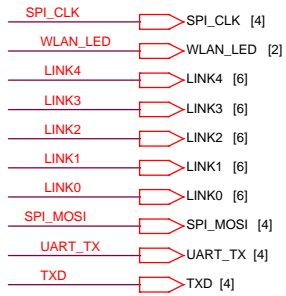 SPI_CLK SPI_CLK [4]
WLAN_LED WLAN_LED [2]
LINK4 LINK4 [6]
LINK3 LINK3 [6]
LINK2 LINK2 [6]
LINK1 LINK1 [6]
LINK0 LINK0 [6]
SPI_MOSI SPI_MOSI [4]
UART_TX UART_TX [4]
TXD TXD [4]